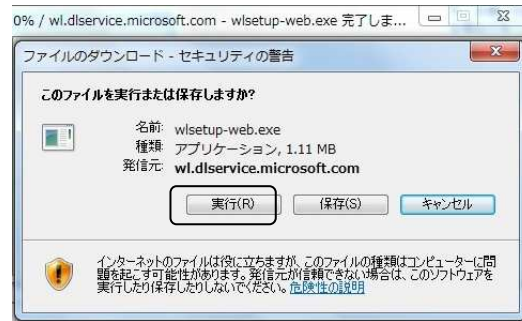 0% / wl.dlservice.microsoft.com - wlsetup-web.exe 完了しま...
ファイルのダウンロード - セキュリティの警告
このファイルを実行または保存しますか?
名前: wlsetup-web.exe
種類: アプリケーション, 1.11 MB
発信元: wl.dlservice.microsoft.com
実行(R) 保存(S) キャンセル
インターネットのファイルは役に立ちますが、このファイルの種類はコンピューターに問
題を起こす可能性があります。発信元が信頼できない場合は、このソフトウェアを
実行したり保存したりしないでください。危険性の説明